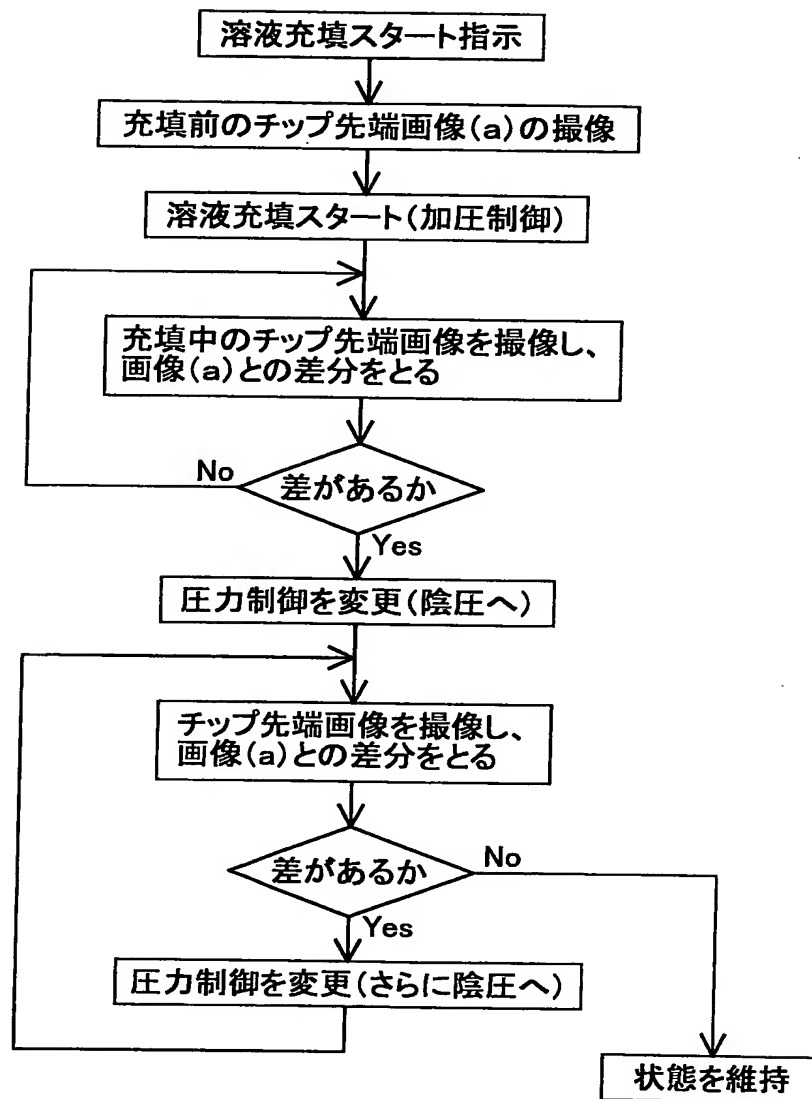 溶液充填スタート指示
充填前のチップ先端画像(a)の撮像
溶液充填スタート(加圧制御)
充填中のチップ先端画像を撮像し、
画像(a)との差分をとる
No
差があるか
Yes
圧力制御を変更(陰圧へ)
チップ先端画像を撮像し、
画像(a)との差分をとる
差があるか
No
Yes
圧力制御を変更(さらに陰圧へ)
状態を維持